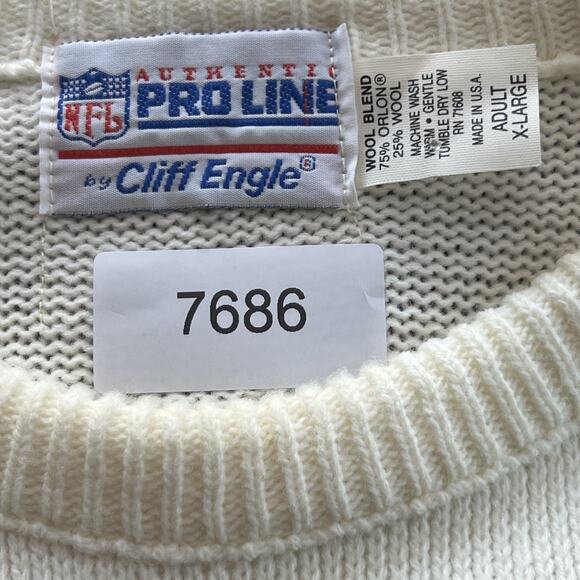 NFL
AUTHENTIC
PRO LINE
by Cliff Engle®
WOOL BLEND
75% ORLON®
25% WOOL
MACHINE WASH
WARM • GENTLE
TUMBLE DRY LOW
RN 71608
MADE IN U.S.A.
ADULT
X-LARGE
7686